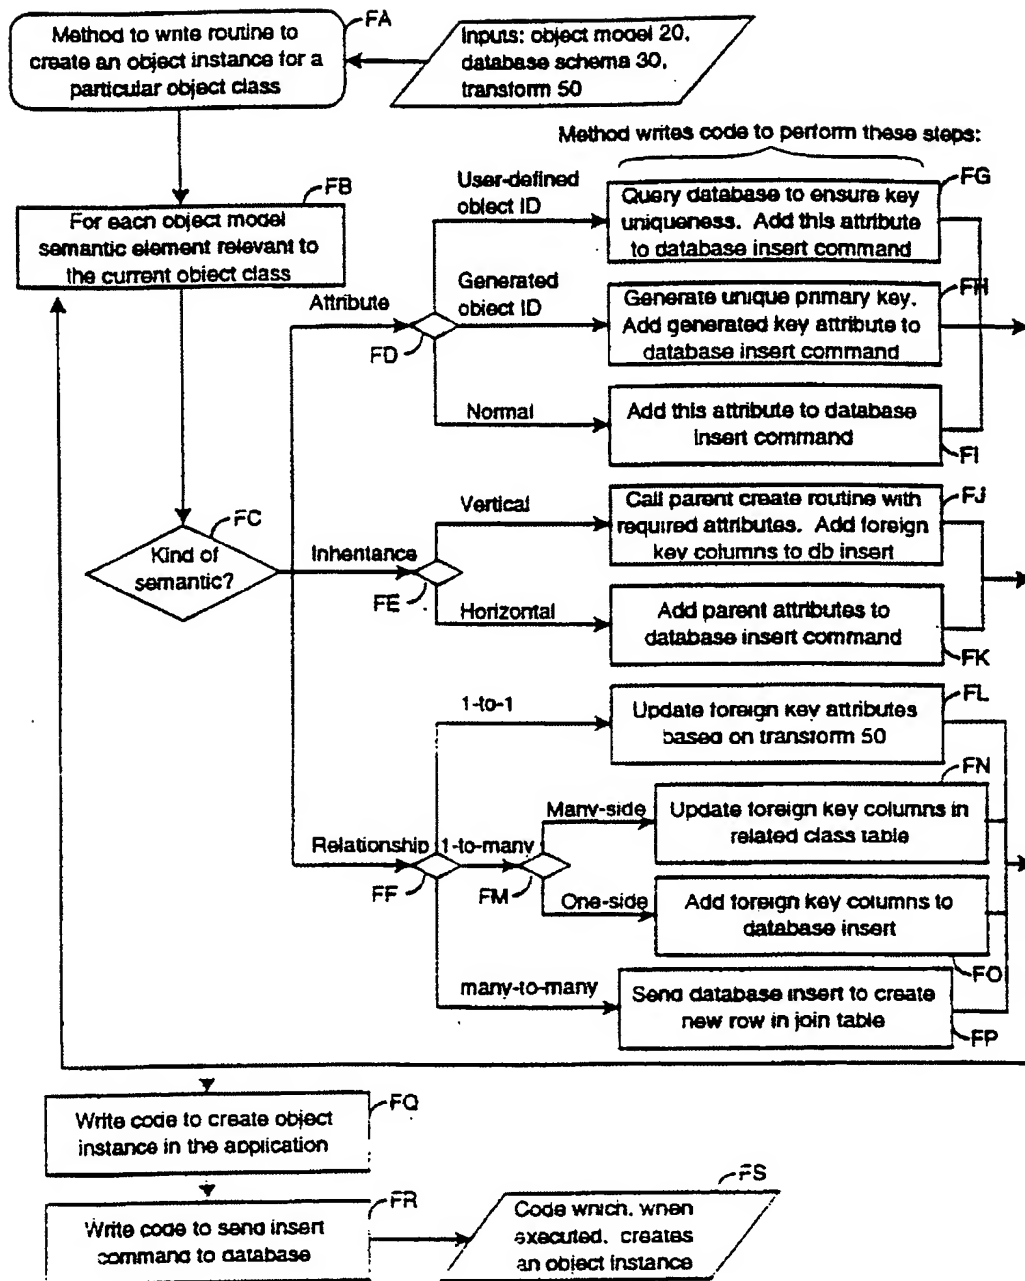 FA
Method to write routine to
create an object instance for a
particular object class
Inputs: object model 20,
database schema 30,
transform 50
Method writes code to perform these steps:
FB
For each object model
semantic element relevant to
the current object class
User-defined
object ID
FG
Query database to ensure key
uniqueness. Add this attribute
to database insert command
Attribute
FD
Generated
object ID
FH
Generate unique primary key.
Add generated key attribute to
database insert command
Normal
Add this attribute to database
insert command
FI
FC
Kind of
semantic?
Inheritance
FE
Vertical
FJ
Call parent create routine with
required attributes. Add foreign
key columns to db insert
Horizontal
Add parent attributes to
database insert command
FK
1-to-1
FL
Update foreign key attributes
based on transform 50
Relationship
FF
1-to-many
FM
Many-side
FN
Update foreign key columns in
related class table
One-side
Add foreign key columns to
database insert
FO
many-to-many
Send database insert to create
new row in join table
FP
FQ
Write code to create object
instance in the application
FR
Write code to send insert
command to database
FS
Code which, when
executed, creates
an object instance